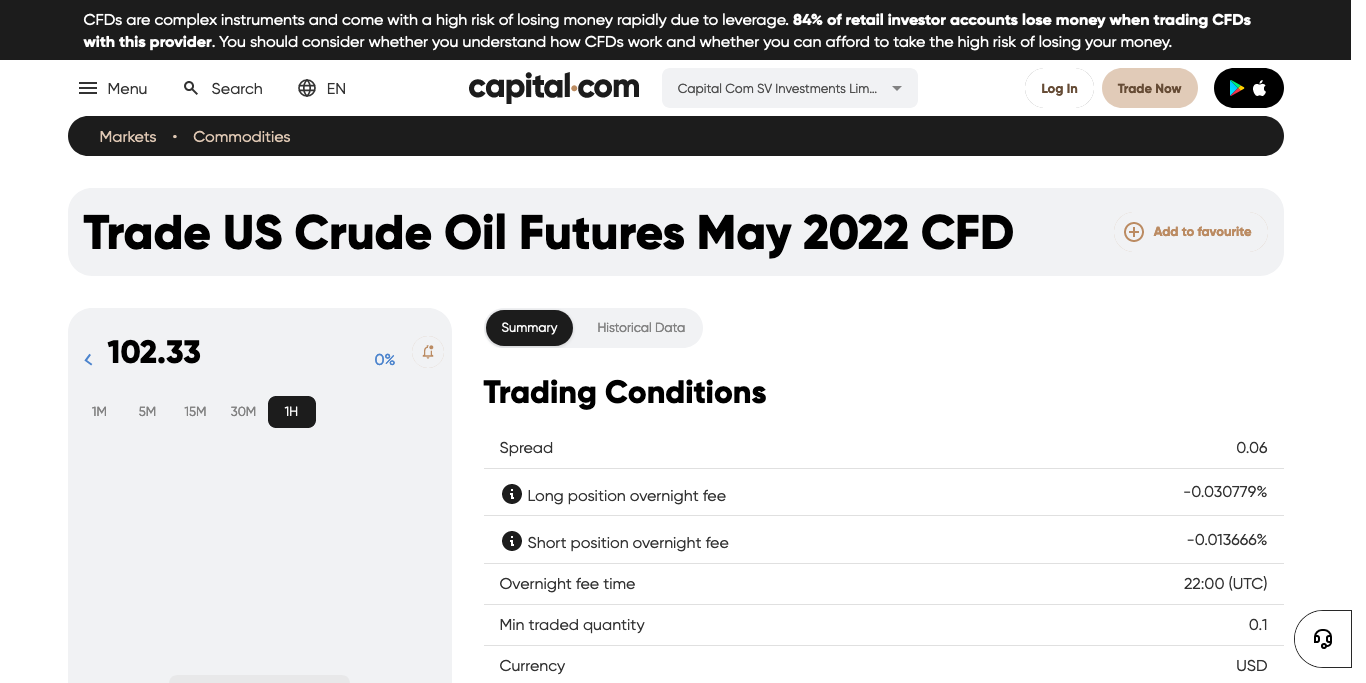 CFDs are complex instruments and come with a high risk of losing money rapidly due to leverage. 84% of retail investor accounts lose money when trading CFDs
with this provider. You should consider whether you understand how CFDs work and whether you can afford to take the high risk of losing your money.
Menu Search EN capital.com Capital Com SV Investments Lim... Log In Trade Now
Markets • Commodities
Trade US Crude Oil Futures May 2022 CFD Add to favourite
102.33 0%
1M 5M 15M 30M 1H
Summary Historical Data
Trading Conditions
Spread 0.06
Long position overnight fee -0.030779%
Short position overnight fee -0.013666%
Overnight fee time 22:00 (UTC)
Min traded quantity 0.1
Currency USD